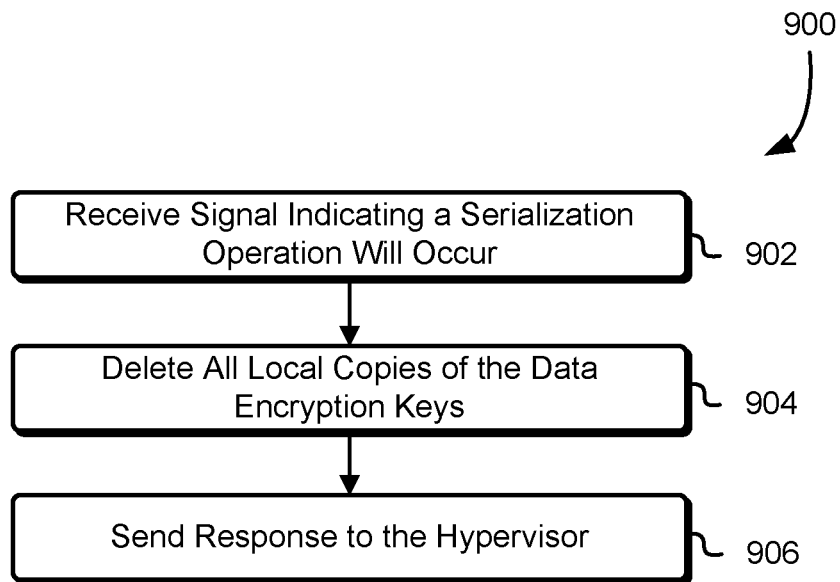 900
Receive Signal Indicating a Serialization
Operation Will Occur
902
Delete All Local Copies of the Data
Encryption Keys
904
Send Response to the Hypervisor
906